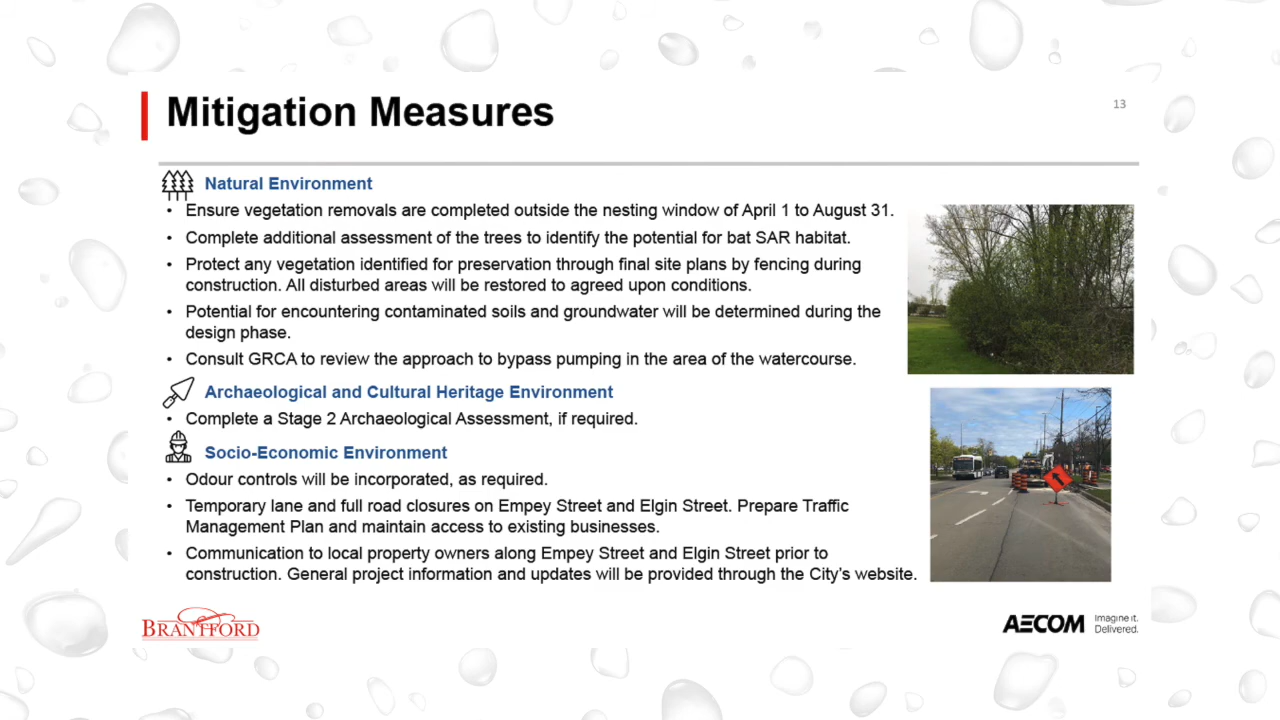 Mitigation Measures
13
Natural Environment
• Ensure vegetation removals are completed outside the nesting window of April 1 to August 31.
• Complete additional assessment of the trees to identify the potential for bat SAR habitat.
• Protect any vegetation identified for preservation through final site plans by fencing during
construction. All disturbed areas will be restored to agreed upon conditions.
• Potential for encountering contaminated soils and groundwater will be determined during the
design phase.
• Consult GRCA to review the approach to bypass pumping in the area of the watercourse.
Archaeological and Cultural Heritage Environment
• Complete a Stage 2 Archaeological Assessment, if required.
Socio-Economic Environment
• Odour controls will be incorporated, as required.
• Temporary lane and full road closures on Empey Street and Elgin Street. Prepare Traffic
Management Plan and maintain access to existing businesses.
• Communication to local property owners along Empey Street and Elgin Street prior to
construction. General project information and updates will be provided through the City's website.
BRANTFORD
AECOM
Imagine it.
Delivered.